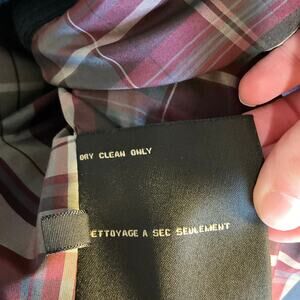 DRY CLEAN ONLY
ETTOYAGE A SEC SEULEMENT